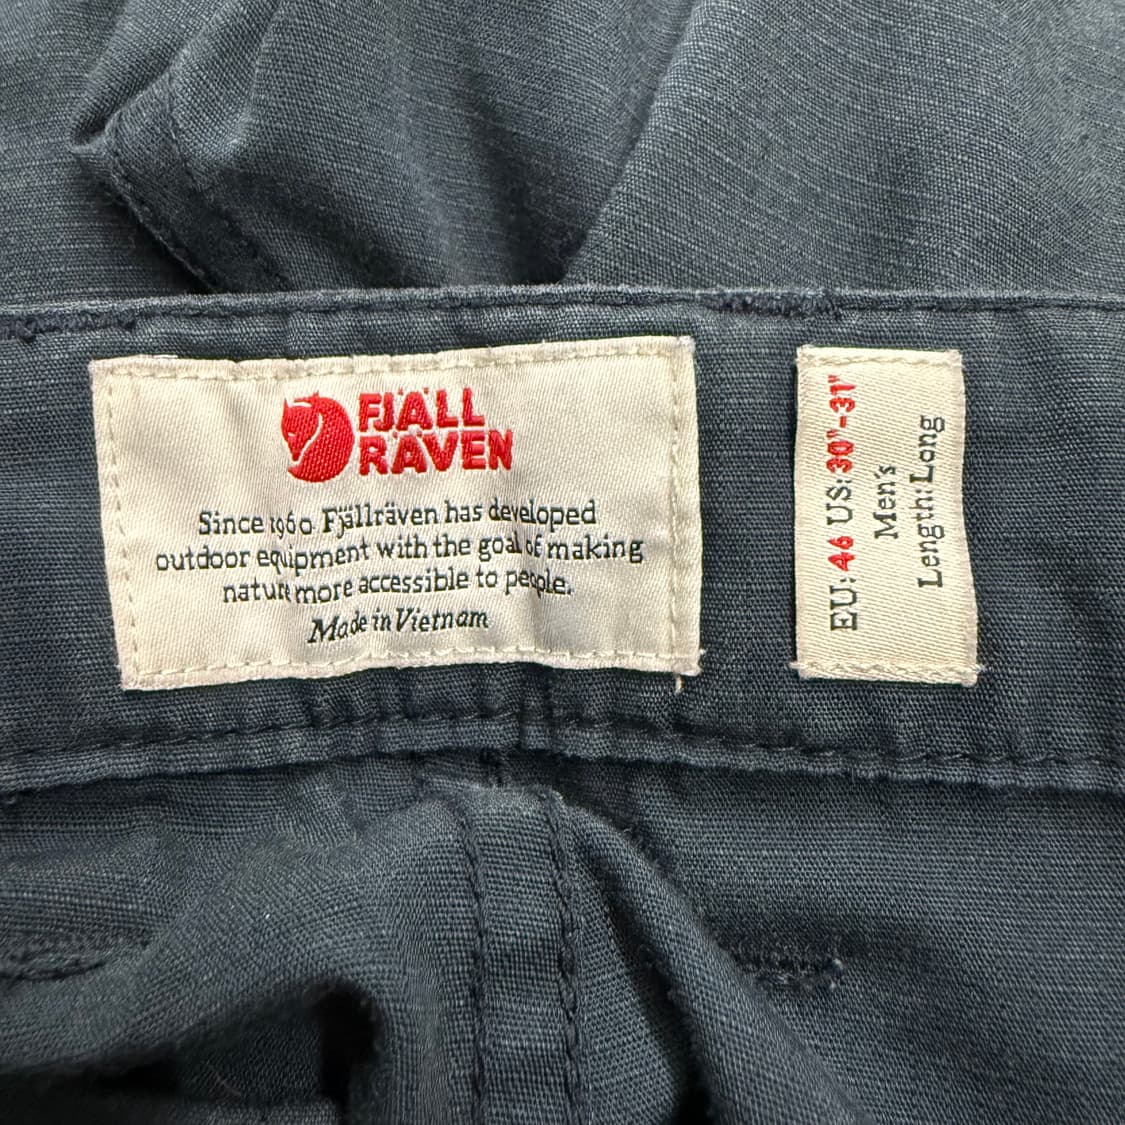 FJÄLL
RÄVEN
Since 1960 Fjällräven has developed
outdoor equipment with the goal of making
nature more accessible to people.
Made in Vietnam
EU: 46 US: 30"-31"
Men's
Length: Long